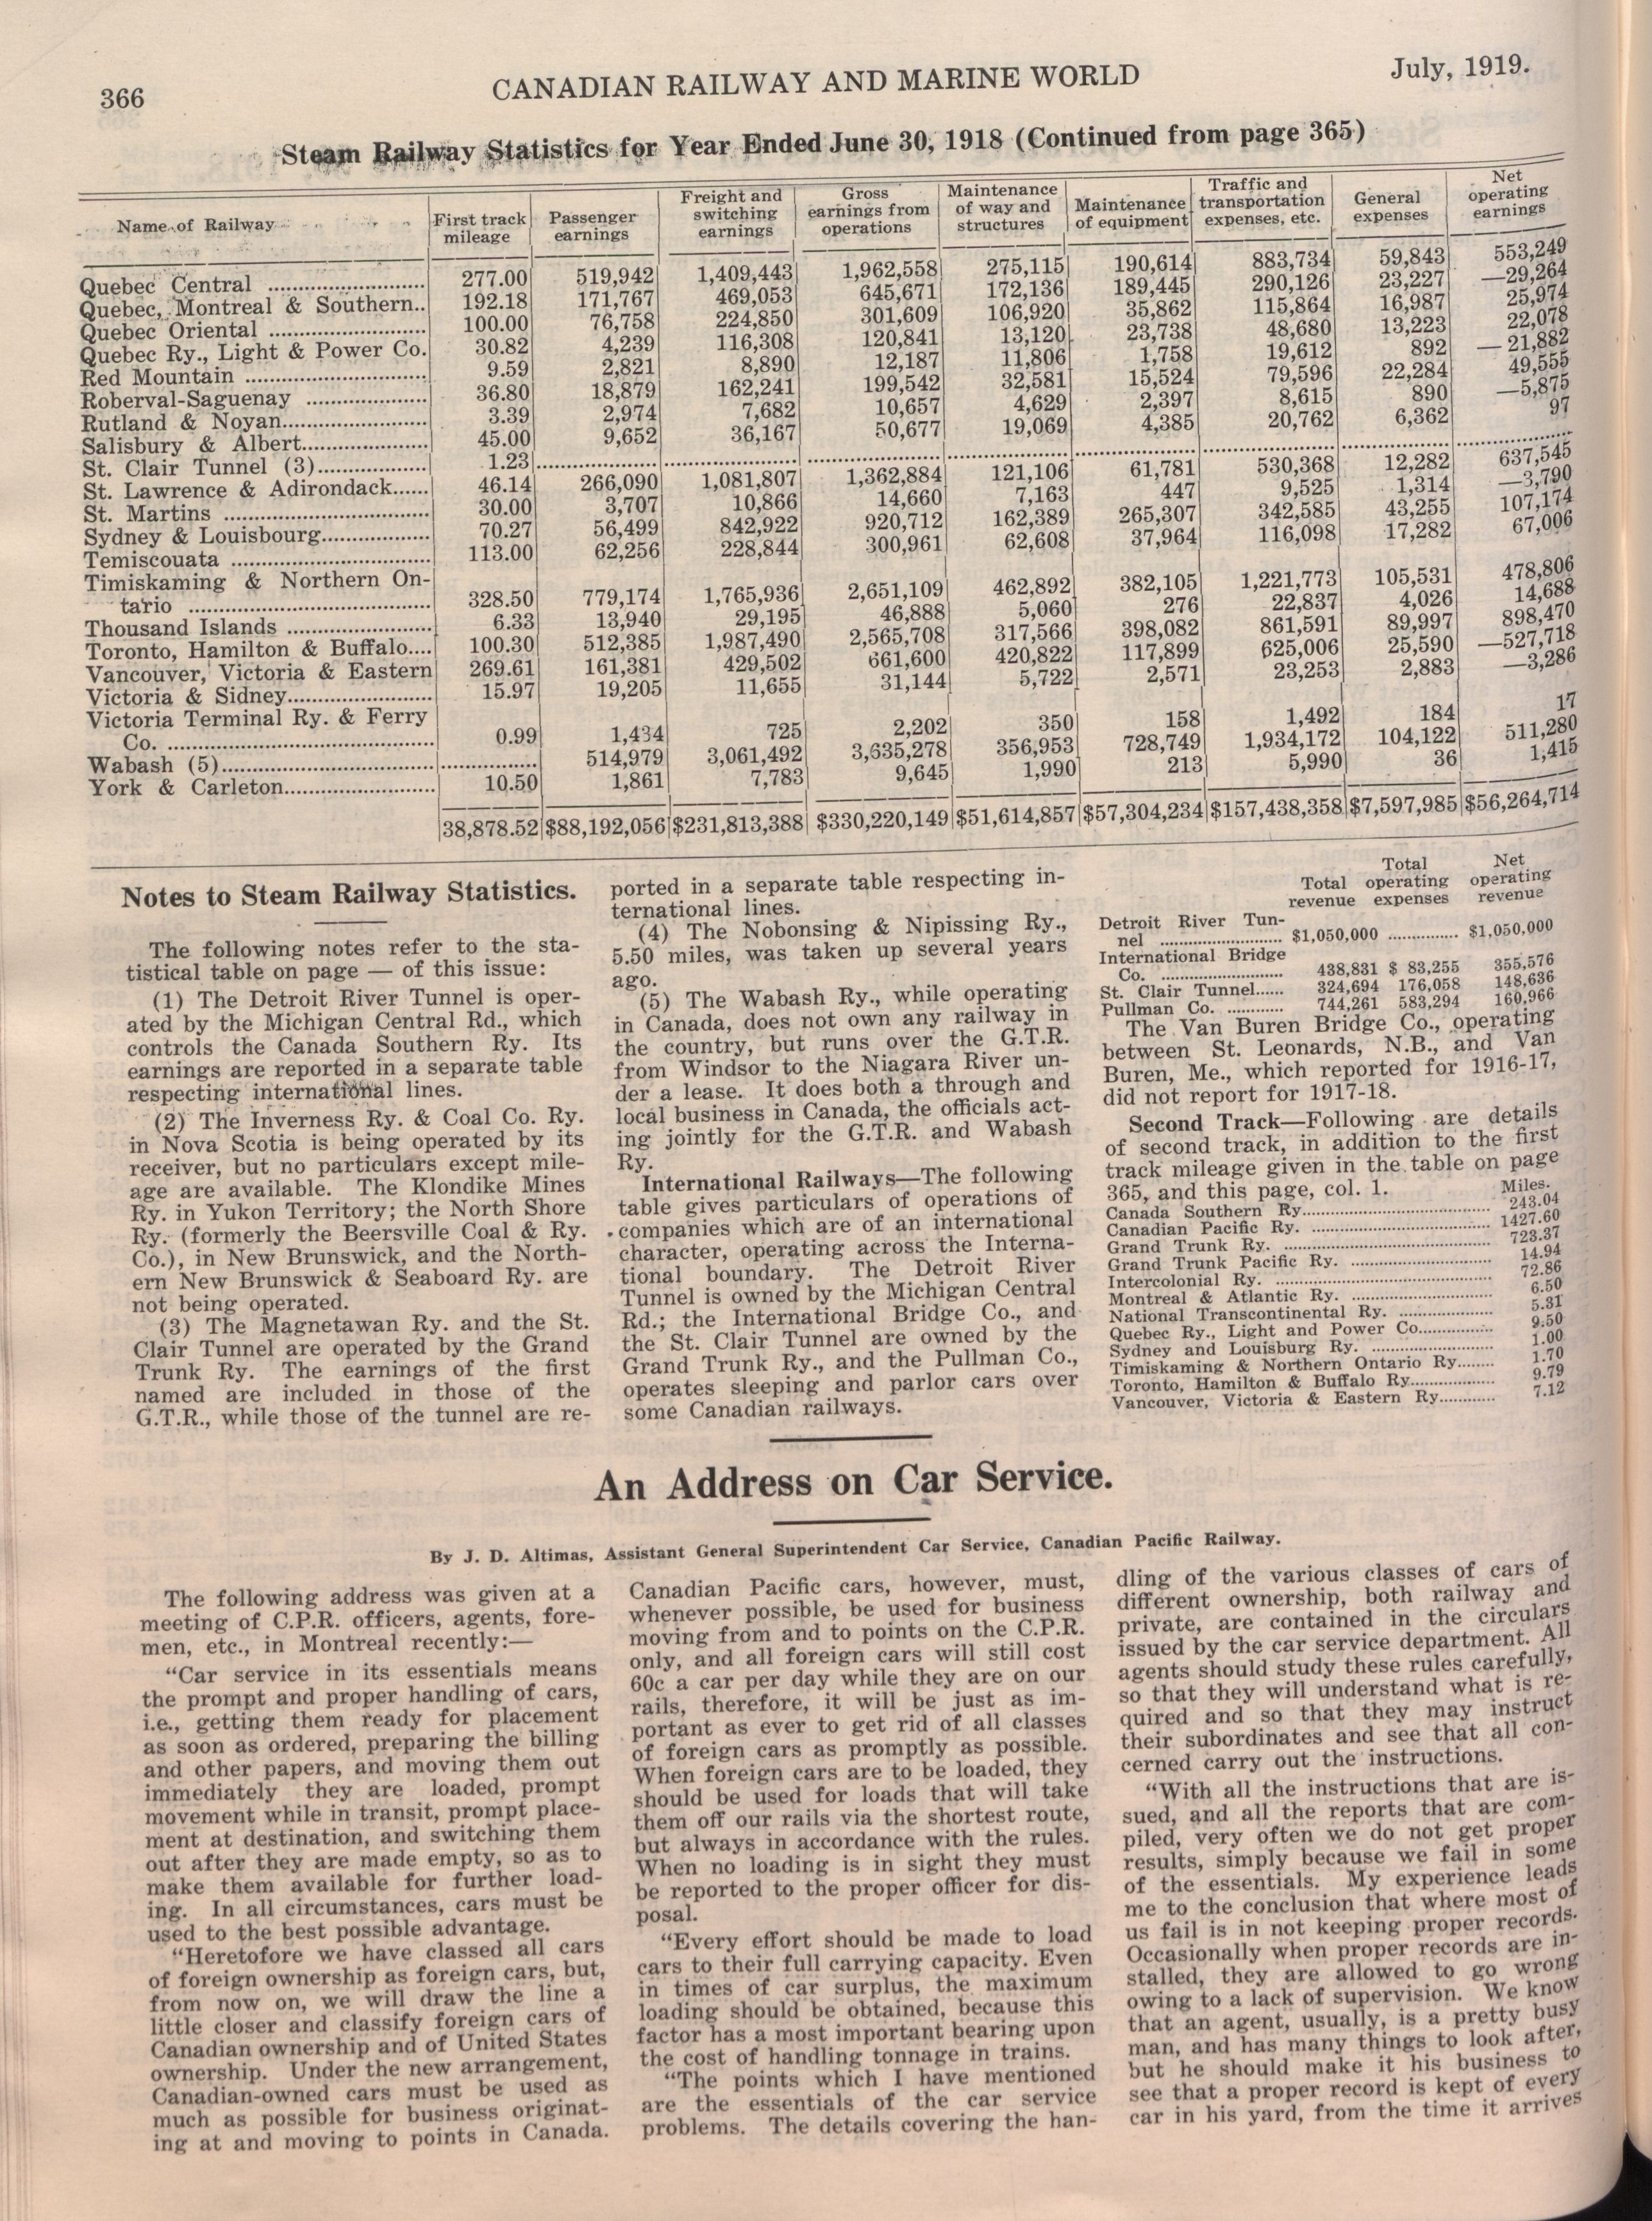 366
CANADIAN RAILWAY AND MARINE WORLD
July, 1919.
Steam Railway Statistics for Year Ended June 30, 1918 (Continued from page 365)
Name of Railway | First track mileage | Passenger earnings | Freight and switching earnings | Gross earnings from operations | Maintenance of way and structures | Maintenance of equipment | Traffic and transportation expenses, etc. | General expenses | Net operating earnings
Quebec Central | 277.00 | 519,942 | 1,409,443 | 1,962,558 | 275,115 | 190,614 | 883,734 | 59,843 | 553,249
Quebec, Montreal & Southern.. | 192.18 | 171,767 | 469,053 | 645,671 | 172,136 | 189,445 | 290,126 | 23,227 | —29,264
Quebec Oriental | 100.00 | 76,758 | 224,850 | 301,609 | 106,920 | 35,862 | 115,864 | 16,987 | 25,974
Quebec Ry., Light & Power Co. | 30.82 | 4,239 | 116,308 | 120,841 | 13,120 | 23,738 | 48,680 | 13,223 | 22,078
Red Mountain | 9.59 | 2,821 | 8,890 | 12,187 | 11,806 | 1,758 | 19,612 | 892 | —21,882
Roberval-Saguenay | 36.80 | 18,879 | 162,241 | 199,542 | 32,581 | 15,524 | 79,596 | 22,284 | 49,555
Rutland & Noyan | 3.39 | 2,974 | 7,682 | 10,657 | 4,629 | 2,397 | 8,615 | 890 | —5,875
Salisbury & Albert | 45.00 | 9,652 | 36,167 | 50,677 | 19,069 | 4,385 | 20,762 | 6,362 | 97
St. Clair Tunnel (3) | 1.23
St. Lawrence & Adirondack | 46.14 | 266,090 | 1,081,807 | 1,362,884 | 121,106 | 61,781 | 530,368 | 12,282 | 637,545
St. Martins | 30.00 | 3,707 | 10,866 | 14,660 | 7,163 | 447 | 9,525 | 1,314 | —3,790
Sydney & Louisbourg | 70.27 | 56,499 | 842,922 | 920,712 | 162,389 | 265,307 | 342,585 | 43,255 | 107,174
Temiscouata | 113.00 | 62,256 | 228,844 | 300,961 | 62,608 | 37,964 | 116,098 | 17,282 | 67,006
Timiskaming & Northern On-
tario | 328.50 | 779,174 | 1,765,936 | 2,651,109 | 462,892 | 382,105 | 1,221,773 | 105,531 | 478,806
Thousand Islands | 6.33 | 13,940 | 29,195 | 46,888 | 5,060 | 276 | 22,837 | 4,026 | 14,688
Toronto, Hamilton & Buffalo | 100.30 | 512,385 | 1,987,490 | 2,565,708 | 317,566 | 398,082 | 861,591 | 89,997 | 898,470
Vancouver, Victoria & Eastern | 269.61 | 161,381 | 429,502 | 661,600 | 420,822 | 117,899 | 625,006 | 25,590 | —527,718
Victoria & Sidney | 15.97 | 19,205 | 11,655 | 31,144 | 5,722 | 2,571 | 23,253 | 2,883 | —3,286
Victoria Terminal Ry. & Ferry
Co. | 0.99 | 1,434 | 725 | 2,202 | 350 | 158 | 1,492 | 184 | 17
Wabash (5) | ............... | 514,979 | 3,061,492 | 3,635,278 | 356,953 | 728,749 | 1,934,172 | 104,122 | 511,280
York & Carleton | 10.50 | 1,861 | 7,783 | 9,645 | 1,990 | 213 | 5,990 | 36 | 1,415
38,878.52 | $88,192,056 | $231,813,388 | $330,220,149 | $51,614,857 | $57,304,234 | $157,438,358 | $7,597,985 | $56,264,714
Notes to Steam Railway Statistics.
The following notes refer to the sta-
tistical table on page — of this issue:
(1) The Detroit River Tunnel is oper-
ated by the Michigan Central Rd., which
controls the Canada Southern Ry. Its
earnings are reported in a separate table
respecting international lines.
(2) The Inverness Ry. & Coal Co. Ry.
in Nova Scotia is being operated by its
receiver, but no particulars except mile-
age are available. The Klondike Mines
Ry. in Yukon Territory; the North Shore
Ry. (formerly the Beersville Coal & Ry.
Co.), in New Brunswick, and the North-
ern New Brunswick & Seaboard Ry. are
not being operated.
(3) The Magnetawan Ry. and the St.
Clair Tunnel are operated by the Grand
Trunk Ry. The earnings of the first
named are included in those of the
G.T.R., while those of the tunnel are re-
ported in a separate table respecting in-
ternational lines.
(4) The Nobonsing & Nipissing Ry.,
5.50 miles, was taken up several years
ago.
(5) The Wabash Ry., while operating
in Canada, does not own any railway in
the country, but runs over the G.T.R.
from Windsor to the Niagara River un-
der a lease. It does both a through and
local business in Canada, the officials act-
ing jointly for the G.T.R. and Wabash
Ry.
International Railways—The following
table gives particulars of operations of
companies which are of an international
character, operating across the Interna-
tional boundary. The Detroit River
Tunnel is owned by the Michigan Central
Rd.; the International Bridge Co., and
the St. Clair Tunnel are owned by the
Grand Trunk Ry., and the Pullman Co.,
operates sleeping and parlor cars over
some Canadian railways.
Total revenue | Total operating expenses | Net operating revenue
Detroit River Tun-
nel | $1,050,000 | .............. | $1,050,000
International Bridge
Co. | 438,831 | $ 83,255 | 355,576
St. Clair Tunnel | 324,694 | 176,058 | 148,636
Pullman Co. | 744,261 | 583,294 | 160,966
The Van Buren Bridge Co., operating
between St. Leonards, N.B., and Van
Buren, Me., which reported for 1916-17,
did not report for 1917-18.
Second Track—Following are details
of second track, in addition to the first
track mileage given in the table on page
365, and this page, col. 1.
Miles.
Canada Southern Ry. 243.04
Canadian Pacific Ry. 1427.60
Grand Trunk Ry. 723.37
Grand Trunk Pacific Ry. 14.94
Intercolonial Ry. 72.86
Montreal & Atlantic Ry. 6.50
National Transcontinental Ry. 5.31
Quebec Ry., Light and Power Co. 9.50
Sydney and Louisburg Ry. 1.00
Timiskaming & Northern Ontario Ry. 1.70
Toronto, Hamilton & Buffalo Ry. 9.79
Vancouver, Victoria & Eastern Ry. 7.12
An Address on Car Service.
By J. D. Altimas, Assistant General Superintendent Car Service, Canadian Pacific Railway.
The following address was given at a
meeting of C.P.R. officers, agents, fore-
men, etc., in Montreal recently:—
"Car service in its essentials means
the prompt and proper handling of cars,
i.e., getting them ready for placement
as soon as ordered, preparing the billing
and other papers, and moving them out
immediately they are loaded, prompt
movement while in transit, prompt place-
ment at destination, and switching them
out after they are made empty, so as to
make them available for further load-
ing. In all circumstances, cars must be
used to the best possible advantage.
"Heretofore we have classed all cars
of foreign ownership as foreign cars, but,
from now on, we will draw the line a
little closer and classify foreign cars of
Canadian ownership and of United States
ownership. Under the new arrangement,
Canadian-owned cars must be used as
much as possible for business originat-
ing at and moving to points in Canada.
Canadian Pacific cars, however, must,
whenever possible, be used for business
moving from and to points on the C.P.R.
only, and all foreign cars will still cost
60c a car per day while they are on our
rails, therefore, it will be just as im-
portant as ever to get rid of all classes
of foreign cars as promptly as possible.
When foreign cars are to be loaded, they
should be used for loads that will take
them off our rails via the shortest route,
but always in accordance with the rules.
When no loading is in sight they must
be reported to the proper officer for dis-
posal.
"Every effort should be made to load
cars to their full carrying capacity. Even
in times of car surplus, the maximum
loading should be obtained, because this
factor has a most important bearing upon
the cost of handling tonnage in trains.
"The points which I have mentioned
are the essentials of the car service
problems. The details covering the han-
dling of the various classes of cars of
different ownership, both railway and
private, are contained in the circulars
issued by the car service department. All
agents should study these rules carefully,
so that they will understand what is re-
quired and so that they may instruct
their subordinates and see that all con-
cerned carry out the instructions.
"With all the instructions that are is-
sued, and all the reports that are com-
piled, very often we do not get proper
results, simply because we fail in some
of the essentials. My experience leads
me to the conclusion that where most of
us fail is in not keeping proper records.
Occasionally when proper records are in-
stalled, they are allowed to go wrong
owing to a lack of supervision. We know
that an agent, usually, is a pretty busy
man, and has many things to look after,
but he should make it his business to
see that a proper record is kept of every
car in his yard, from the time it arrives